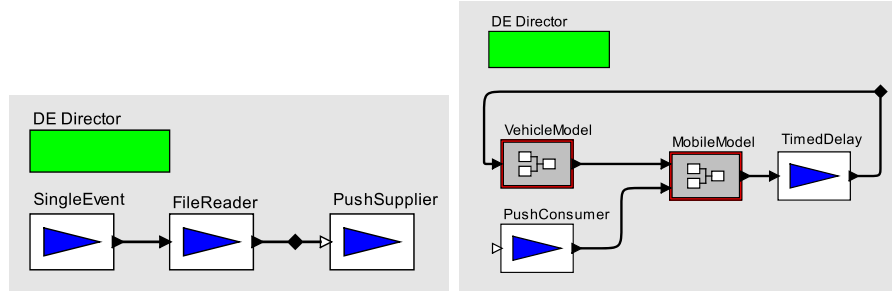 DE Director
SingleEvent
FileReader
PushSupplier
DE Director
VehicleModel
MobileModel
TimedDelay
PushConsumer